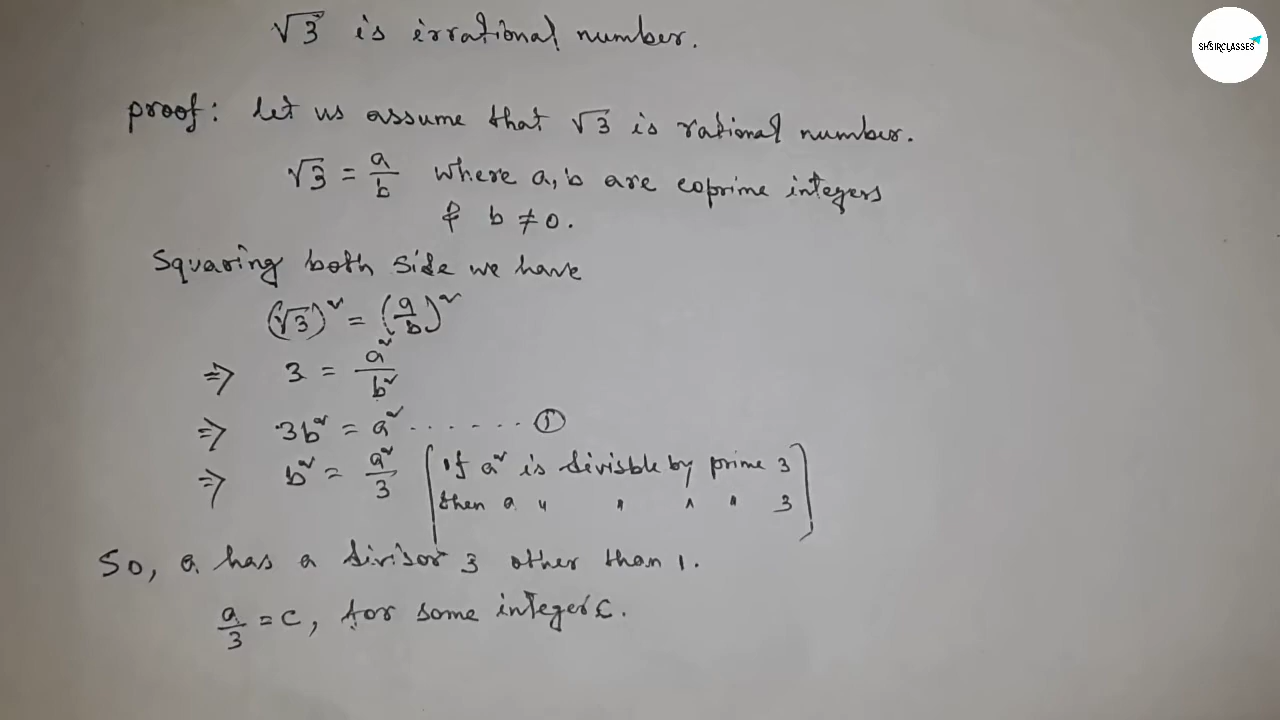 SHSIRCLASSES
√3 is irrational number.
proof: let us assume that √3 is rational number.
√3 = a/b where a, b are coprime integers
& b ≠ 0.
Squaring both side we have
(√3)² = (a/b)²
⇒ 3 = a²/b²
⇒ 3b² = a² . . . . . . ①
⇒ b² = a²/3 [If a² is divisble by prime 3
then a " " " " 3]
So, a has a divisor 3 other than 1.
a/3 = c, for some integer c.